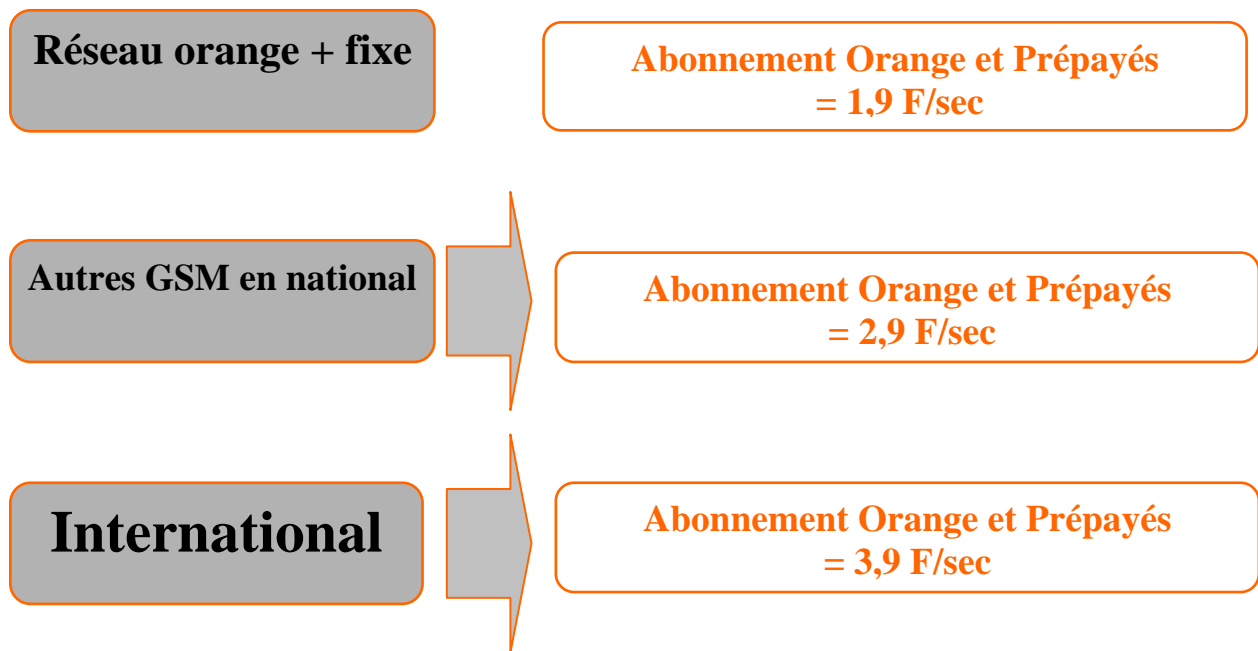 Réseau orange + fixe
Abonnement Orange et Prépayés
= 1,9 F/sec
Autres GSM en national
Abonnement Orange et Prépayés
= 2,9 F/sec
International
Abonnement Orange et Prépayés
= 3,9 F/sec